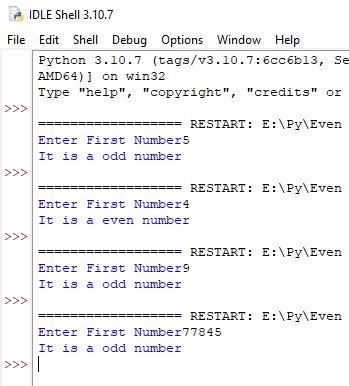 IDLE Shell 3.10.7
File Edit Shell Debug Options Window Help
Python 3.10.7 (tags/v3.10.7:6cc6b13, Se
AMD64)] on win32
Type "help", "copyright", "credits" or
>>>
================== RESTART: E:\Py\Even
Enter First Number5
It is a odd number
>>>
================== RESTART: E:\Py\Even
Enter First Number4
It is a even number
>>>
================== RESTART: E:\Py\Even
Enter First Number9
It is a odd number
>>>
================== RESTART: E:\Py\Even
Enter First Number77845
It is a odd number
>>>